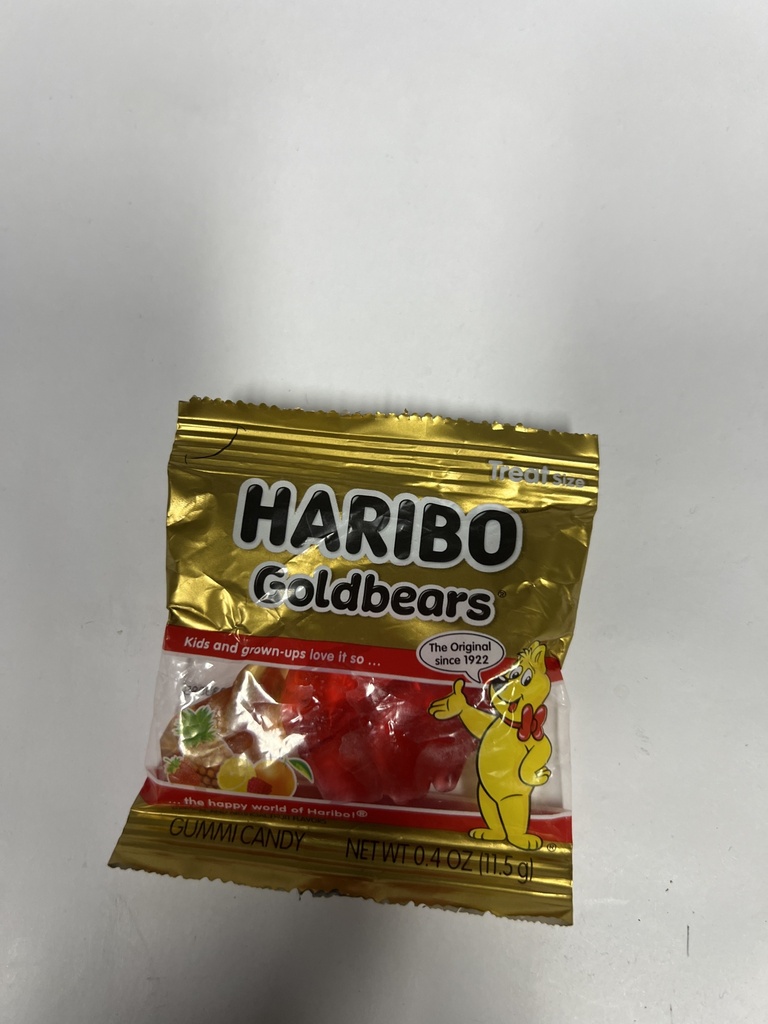 Treat Size
HARIBO
Goldbears®
Kids and grown-ups love it so ...
The Original
since 1922
... the happy world of Haribo!®
GUMMI CANDY
NET WT 0.4 OZ (11.5 g)
®